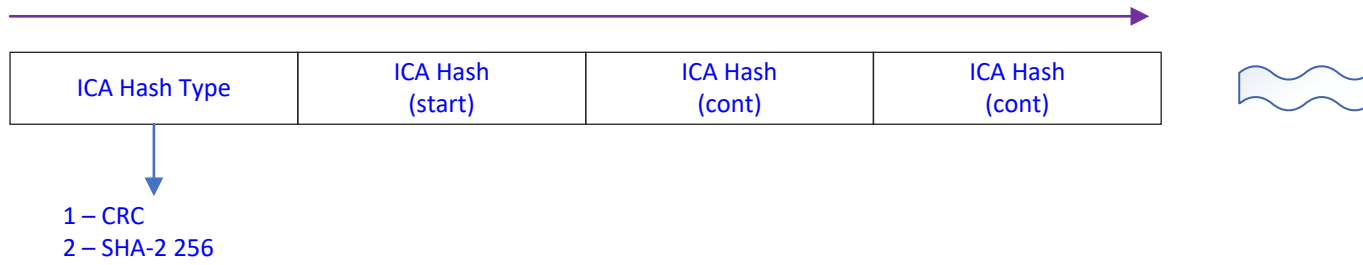 ICA Hash Type
ICA Hash
(start)
ICA Hash
(cont)
ICA Hash
(cont)
1 – CRC
2 – SHA-2 256